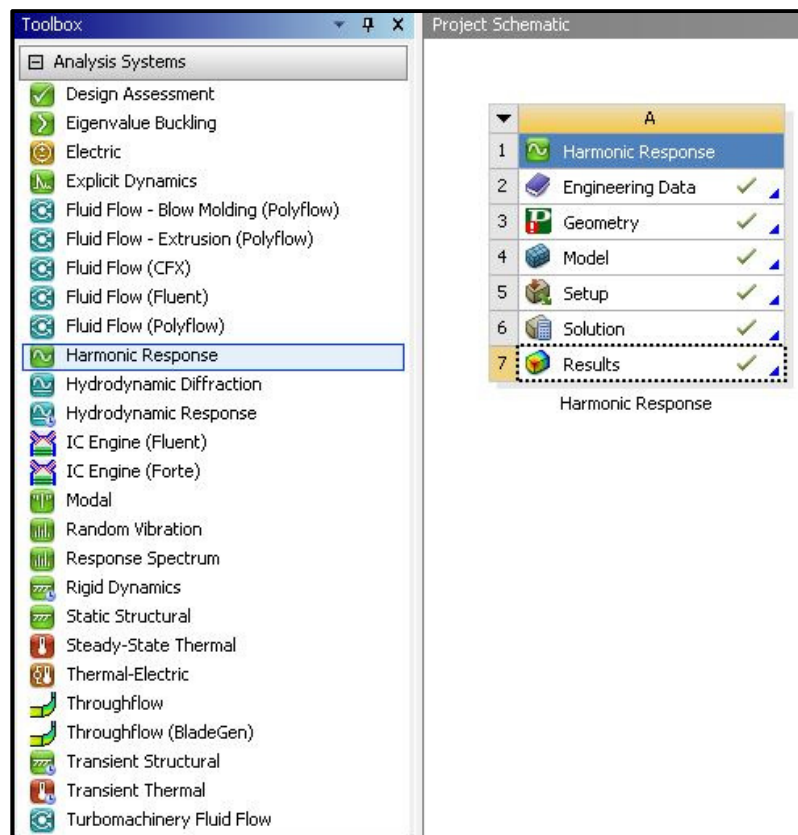 Toolbox
Analysis Systems
Design Assessment
Eigenvalue Buckling
Electric
Explicit Dynamics
Fluid Flow - Blow Molding (Polyflow)
Fluid Flow - Extrusion (Polyflow)
Fluid Flow (CFX)
Fluid Flow (Fluent)
Fluid Flow (Polyflow)
Harmonic Response
Hydrodynamic Diffraction
Hydrodynamic Response
IC Engine (Fluent)
IC Engine (Forte)
Modal
Random Vibration
Response Spectrum
Rigid Dynamics
Static Structural
Steady-State Thermal
Thermal-Electric
Throughflow
Throughflow (BladeGen)
Transient Structural
Transient Thermal
Turbomachinery Fluid Flow
Project Schematic
A
1 Harmonic Response
2 Engineering Data
3 Geometry
4 Model
5 Setup
6 Solution
7 Results
Harmonic Response